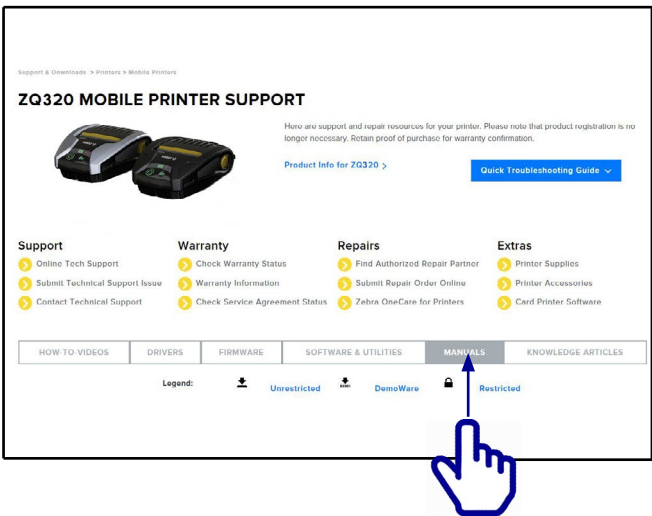 Support & Downloads > Printers > Mobile Printers
ZQ320 MOBILE PRINTER SUPPORT
Here are support and repair resources for your printer. Please note that product registration is no
longer necessary. Retain proof of purchase for warranty confirmation.
Product Info for ZQ320 >
Quick Troubleshooting Guide
Support
Warranty
Repairs
Extras
Online Tech Support
Check Warranty Status
Find Authorized Repair Partner
Printer Supplies
Submit Technical Support Issue
Warranty Information
Submit Repair Order Online
Printer Accessories
Contact Technical Support
Check Service Agreement Status
Zebra OneCare for Printers
Card Printer Software
HOW-TO-VIDEOS
DRIVERS
FIRMWARE
SOFTWARE & UTILITIES
MANUALS
KNOWLEDGE ARTICLES
Legend:
Unrestricted
DemoWare
Restricted